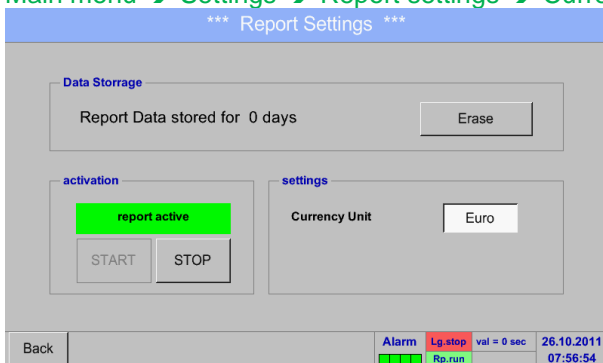 Main menu → Settings → Report settings → Curre
*** Report Settings ***
Data Storrage
Report Data stored for 0 days
Erase
activation
settings
report active
Currency Unit
Euro
START
STOP
Back
Alarm
Lg.stop
val = 0 sec
26.10.2011
Rp.run
07:56:54